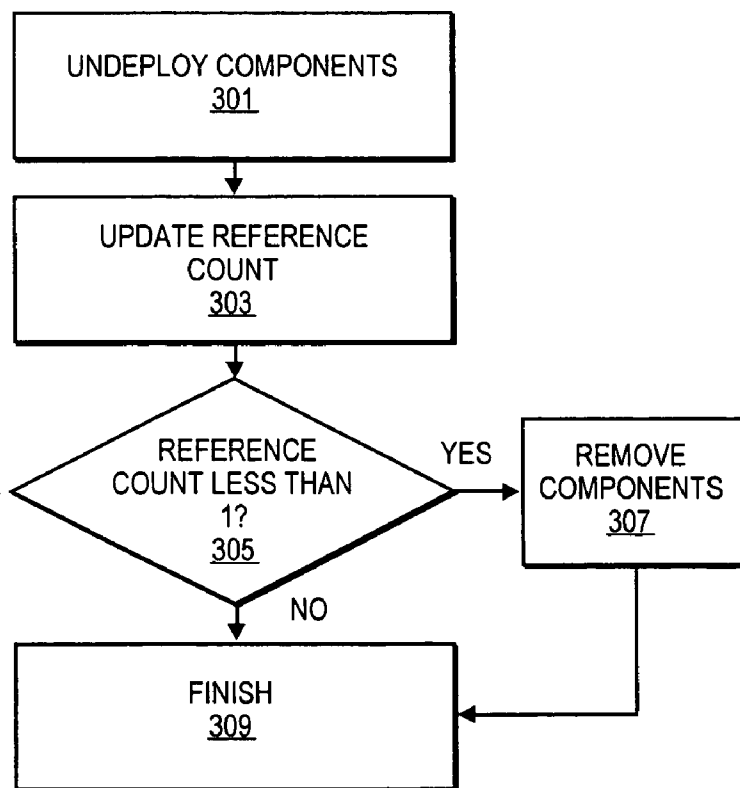 UNDEPLOY COMPONENTS
301
UPDATE REFERENCE
COUNT
303
REFERENCE
COUNT LESS THAN
1?
305
YES
REMOVE
COMPONENTS
307
NO
FINISH
309